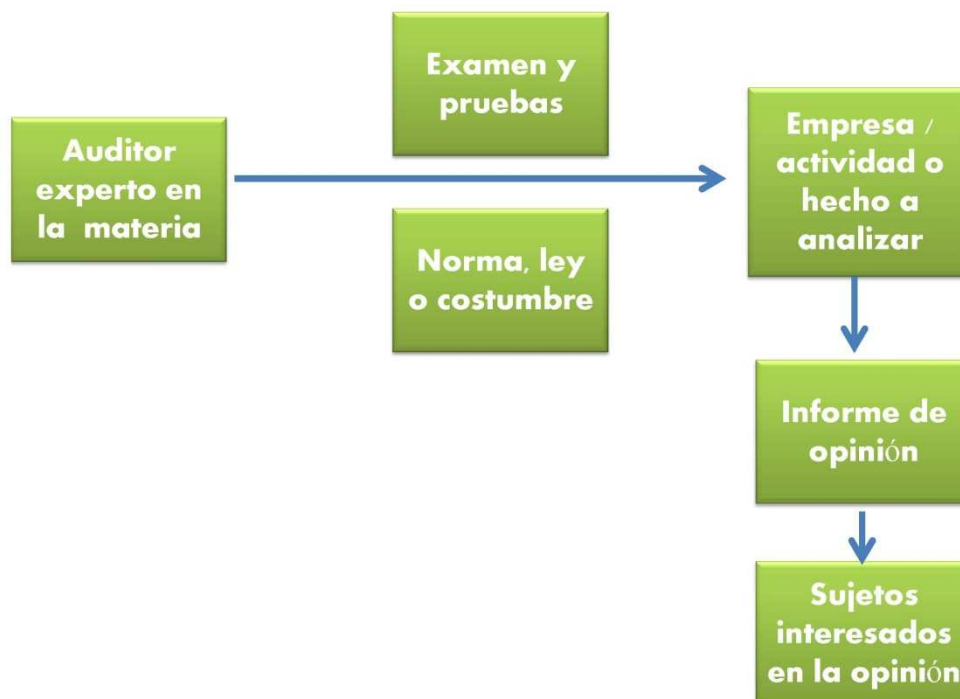 Examen y
pruebas
Auditor
experto en
la materia
Norma, ley
o costumbre
Empresa /
actividad o
hecho a
analizar
Informe de
opinión
Sujetos
interesados
en la opinión